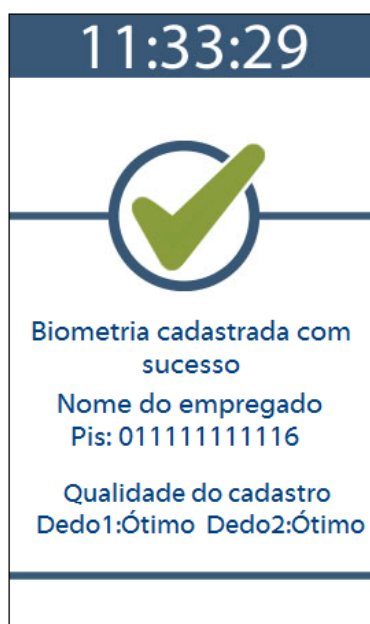 11:33:29
Biometria cadastrada com
sucesso
Nome do empregado
Pis: 011111111116
Qualidade do cadastro
Dedo1:Ótimo Dedo2:Ótimo